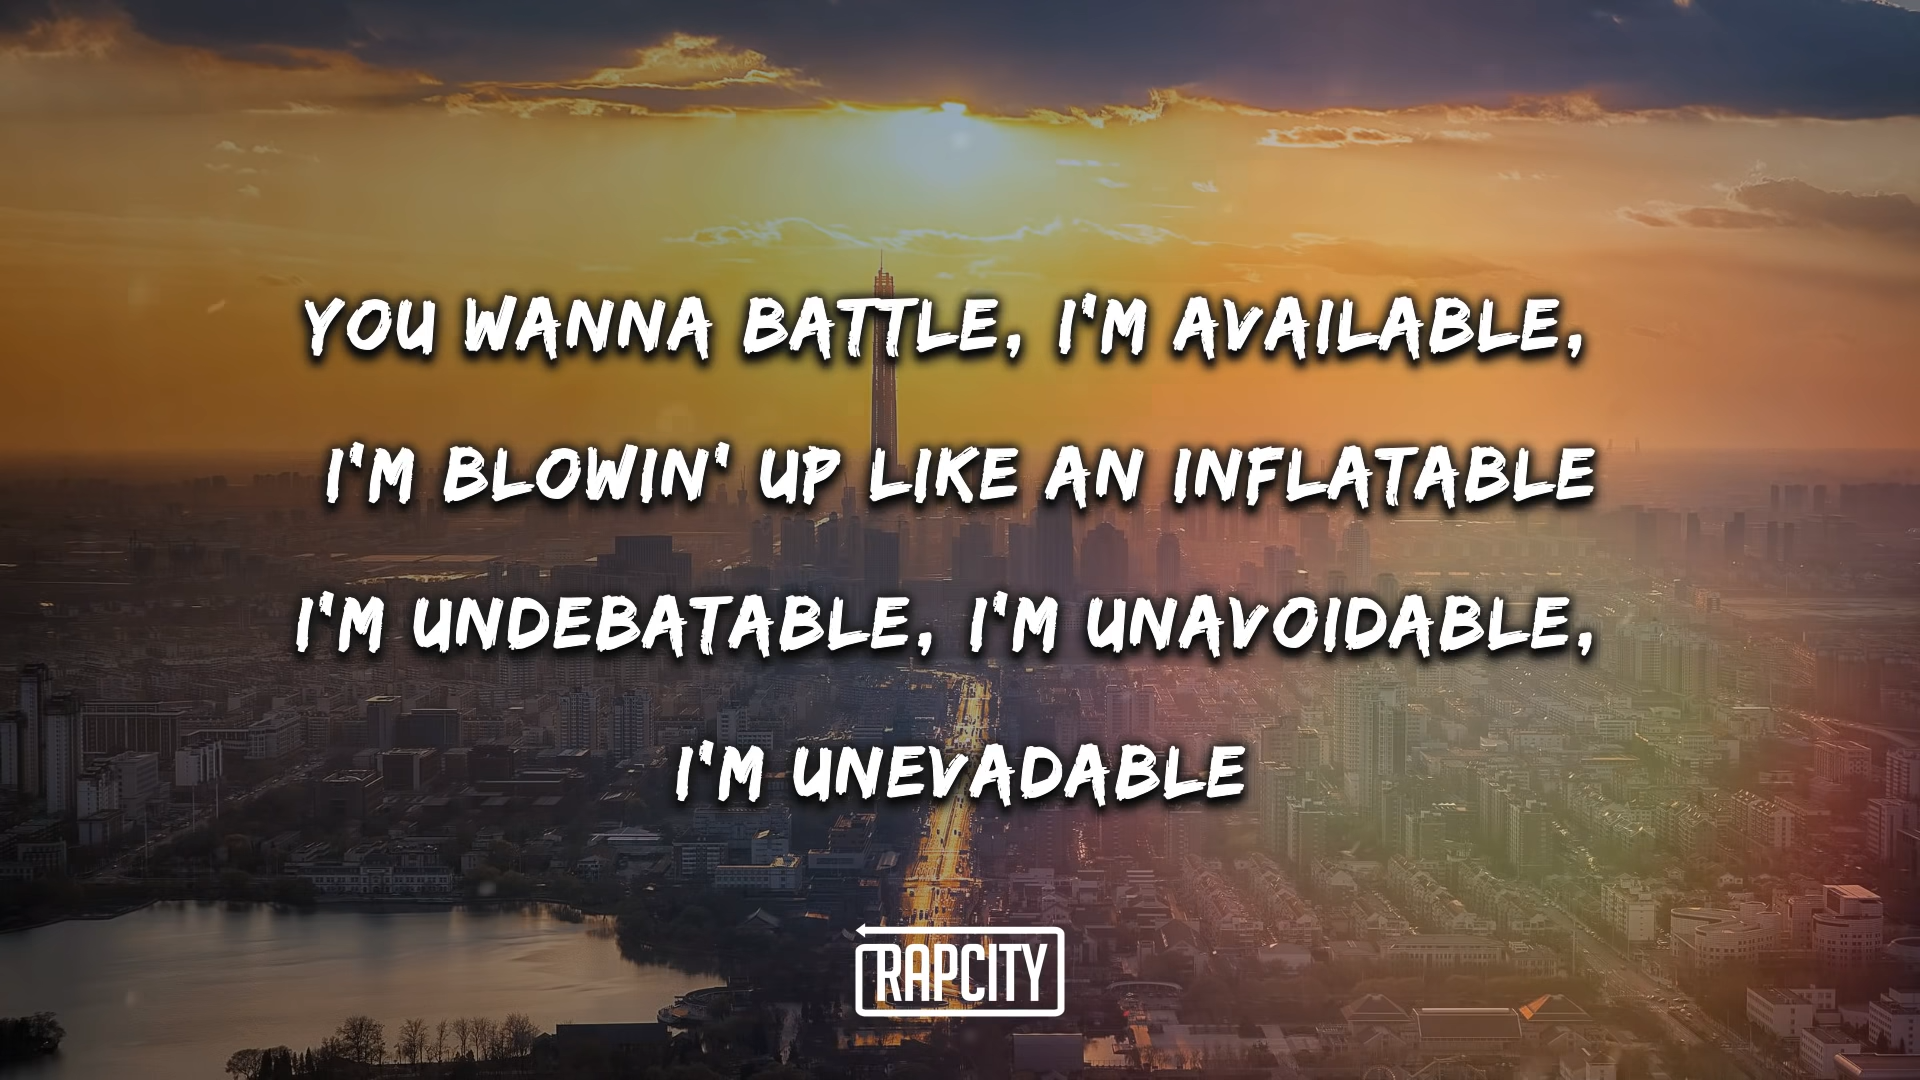 YOU WANNA BATTLE, I'M AVAILABLE,
I'M BLOWIN' UP LIKE AN INFLATABLE
I'M UNDEBATABLE, I'M UNAVOIDABLE,
I'M UNEVADABLE
RAPCITY